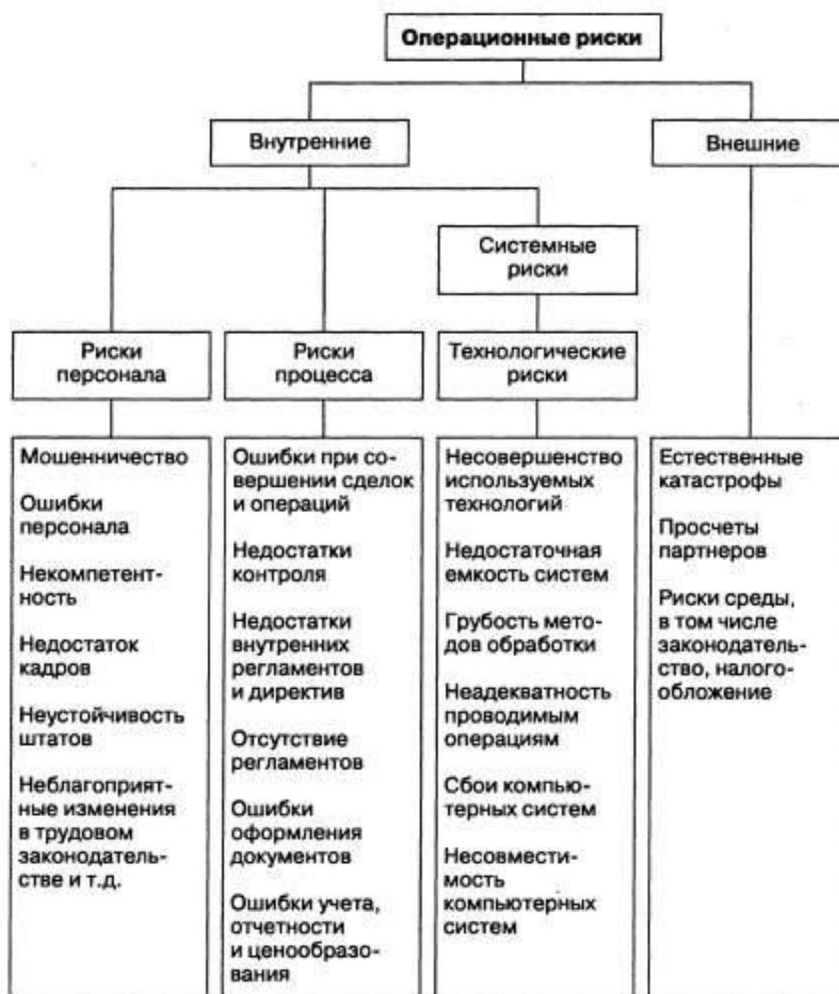 Операционные риски
Внутренние
Внешние
Системные
риски
Риски
персонала
Риски
процесса
Технологические
риски
Мошенничество
Ошибки
персонала
Некомпетент-
ность
Недостаток
кадров
Неустойчивость
штатов
Неблагоприят-
ные изменения
в трудовом
законодатель-
стве и т.д.
Ошибки при со-
вершении сделок
и операций
Недостатки
контроля
Недостатки
внутренних
регламентов
и директив
Отсутствие
регламентов
Ошибки
оформления
документов
Ошибки учета,
отчетности
и ценообразо-
вания
Несовершенство
используемых
технологий
Недостаточная
емкость систем
Грубость мето-
дов обработки
Неадекватность
проводимым
операциям
Сбои компью-
терных систем
Несовмести-
мость
компьютерных
систем
Естественные
катастрофы
Просчеты
партнеров
Риски среды,
в том числе
законодатель-
ство, налого-
обложение